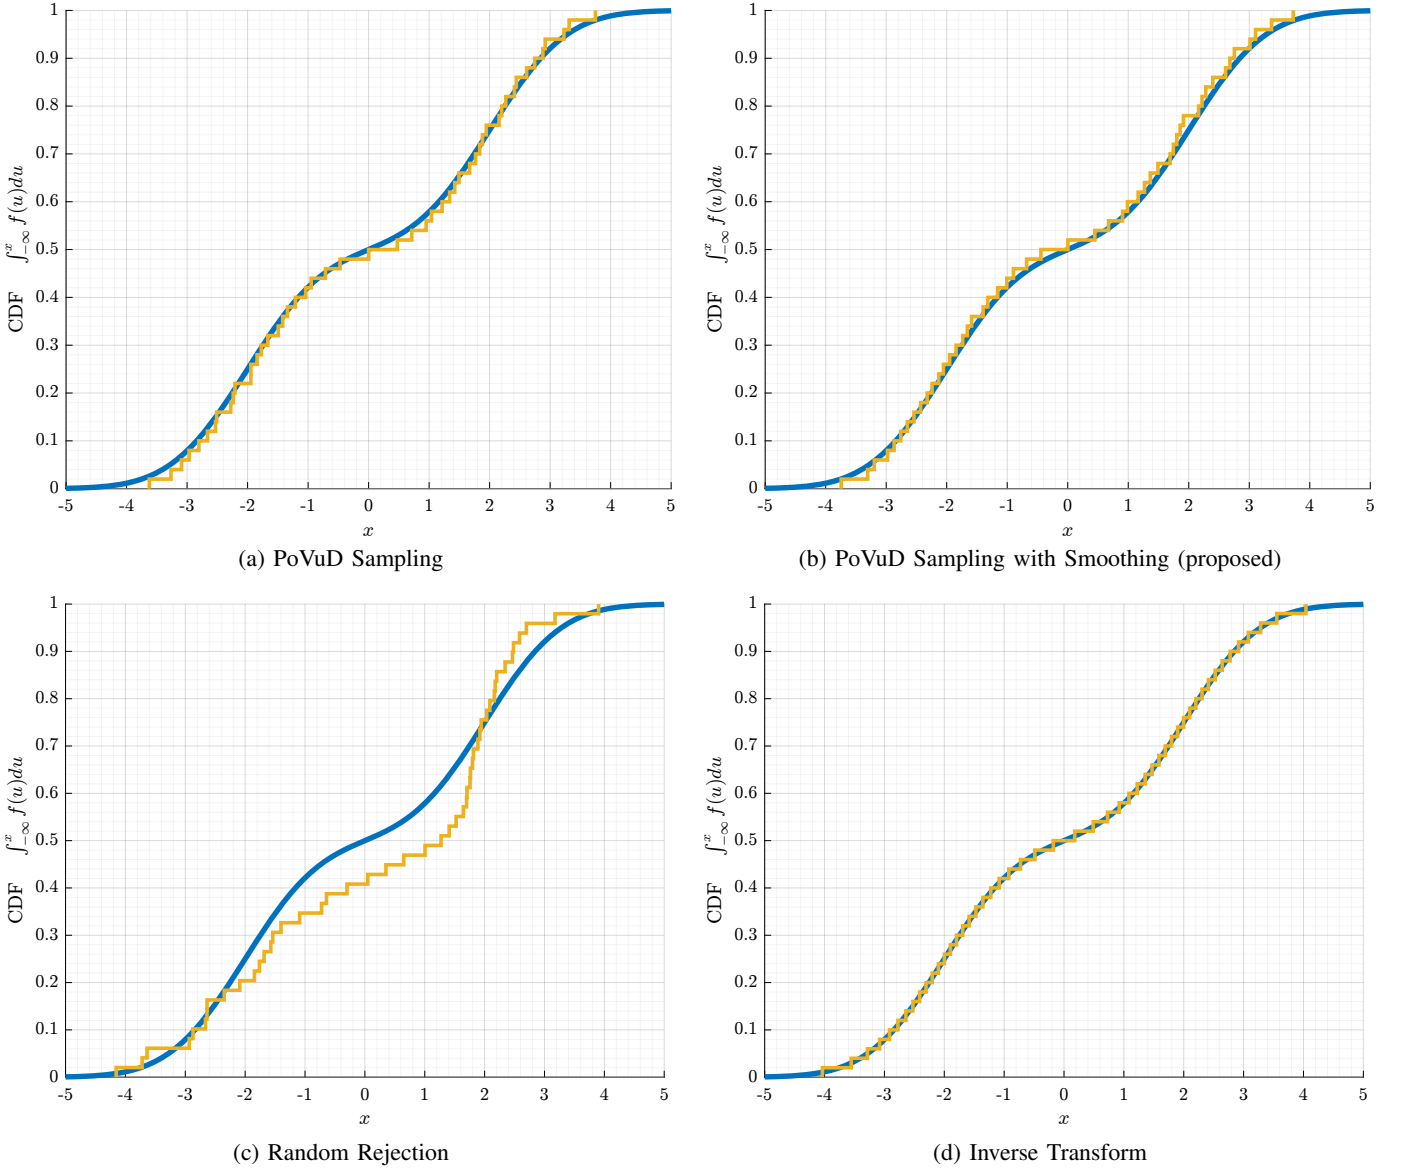 1
0.9
0.8
0.7
0.6
0.5
0.4
0.3
0.2
0.1
0
CDF ∫_{-∞}^{x} f(u)du
-5 -4 -3 -2 -1 0 1 2 3 4 5
x
(a) PoVuD Sampling
1
0.9
0.8
0.7
0.6
0.5
0.4
0.3
0.2
0.1
0
CDF ∫_{-∞}^{x} f(u)du
-5 -4 -3 -2 -1 0 1 2 3 4 5
x
(b) PoVuD Sampling with Smoothing (proposed)
1
0.9
0.8
0.7
0.6
0.5
0.4
0.3
0.2
0.1
0
CDF ∫_{-∞}^{x} f(u)du
-5 -4 -3 -2 -1 0 1 2 3 4 5
x
(c) Random Rejection
1
0.9
0.8
0.7
0.6
0.5
0.4
0.3
0.2
0.1
0
CDF ∫_{-∞}^{x} f(u)du
-5 -4 -3 -2 -1 0 1 2 3 4 5
x
(d) Inverse Transform